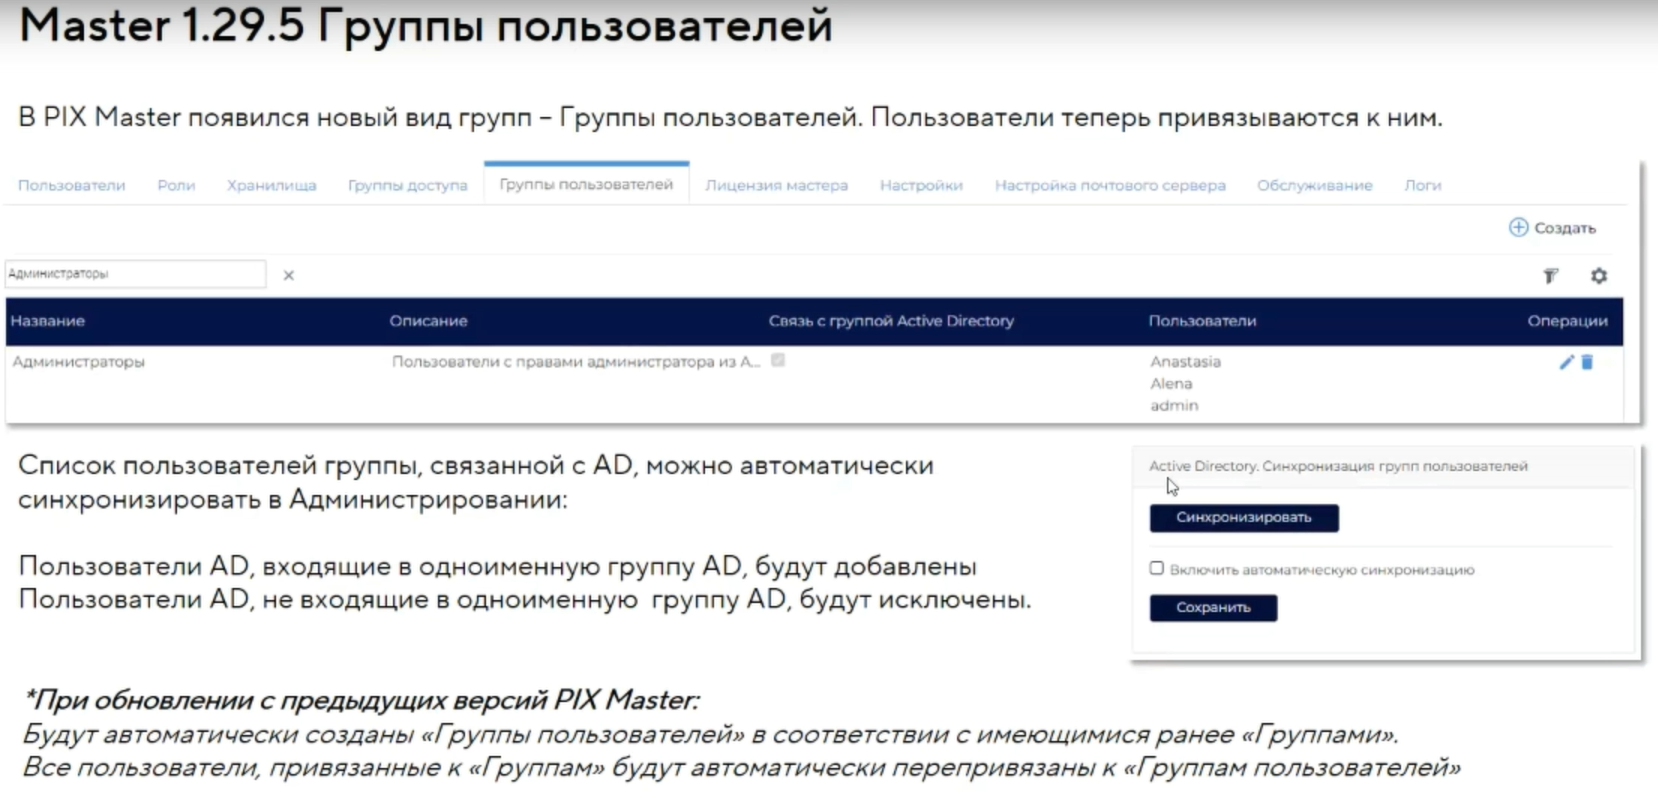 Master 1.29.5 Группы пользователей
В PIX Master появился новый вид групп – Группы пользователей. Пользователи теперь привязываются к ним.
Пользователи Роли Хранилища Группы доступа Группы пользователей Лицензия мастера Настройки Настройка почтового сервера Обслуживание Логи
Создать
Администраторы
Название Описание Связь с группой Active Directory Пользователи Операции
Администраторы Пользователи с правами администратора из А... Anastasia
Alena
admin
Список пользователей группы, связанной с AD, можно автоматически
синхронизировать в Администрировании:
Пользователи AD, входящие в одноименную группу AD, будут добавлены
Пользователи AD, не входящие в одноименную группу AD, будут исключены.
Active Directory. Синхронизация групп пользователей
Синхронизировать
Включить автоматическую синхронизацию
Сохранить
*При обновлении с предыдущих версий PIX Master:
Будут автоматически созданы «Группы пользователей» в соответствии с имеющимися ранее «Группами».
Все пользователи, привязанные к «Группам» будут автоматически перепривязаны к «Группам пользователей»